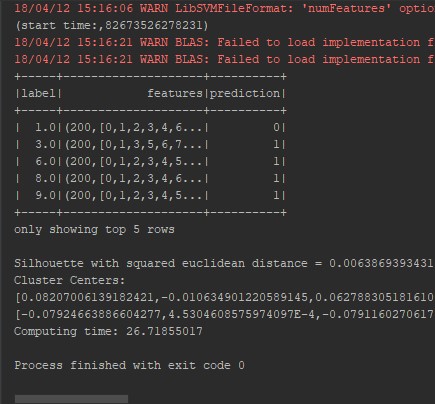 18/04/12 15:16:06 WARN LibSVMFileFormat: 'numFeatures' optio
(start time:,82673526278231)
18/04/12 15:16:21 WARN BLAS: Failed to load implementation f
18/04/12 15:16:21 WARN BLAS: Failed to load implementation f
+-----+--------------------+----------+
|label|            features|prediction|
+-----+--------------------+----------+
|  1.0|(200,[0,1,2,3,4,6...|         0|
|  3.0|(200,[0,1,3,5,6,7...|         1|
|  6.0|(200,[0,1,2,3,4,5...|         1|
|  8.0|(200,[0,1,2,3,4,6...|         1|
|  9.0|(200,[0,1,2,3,4,5...|         1|
+-----+--------------------+----------+
only showing top 5 rows
Silhouette with squared euclidean distance = 0.0063869393431
Cluster Centers:
[0.08207006139182421,-0.010634901220589145,0.062788305181610
[-0.07924663886604277,4.5304608575974097E-4,-0.0791160270617
Computing time: 26.71855017
Process finished with exit code 0